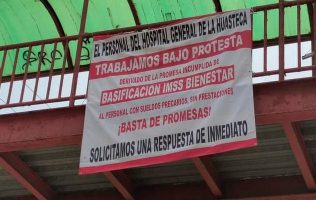 EL PERSONAL DEL HOSPITAL GENERAL DE LA HUASTECA
TRABAJAMOS BAJO PROTESTA
DERIVADO DE LA PROMESA INCUMPLIDA DE
BASIFICACION IMSS BIENESTAR
AL PERSONAL CON SUELDOS PRECARIOS, SIN PRESTACIONES
¡BASTA DE PROMESAS!
SOLICITAMOS UNA RESPUESTA DE INMEDIATO